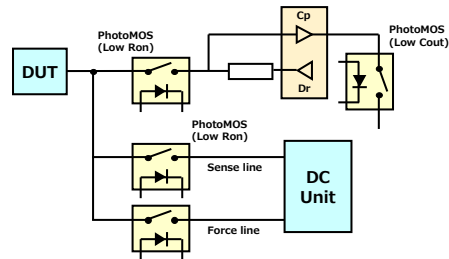 PhotoMOS
(Low Ron)
Cp
PhotoMOS
(Low Cout)
DUT
Dr
PhotoMOS
(Low Ron)
Sense line
DC
Unit
Force line